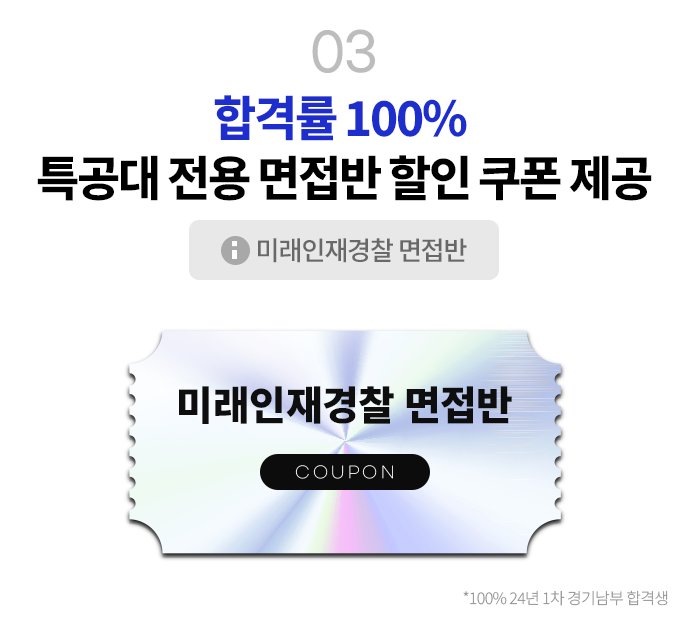 03
합격률 100%
특공대 전용 면접반 할인 쿠폰 제공
미래인재경찰 면접반
미래인재경찰 면접반
COUPON
*100% 24년 1차 경기남부 합격생